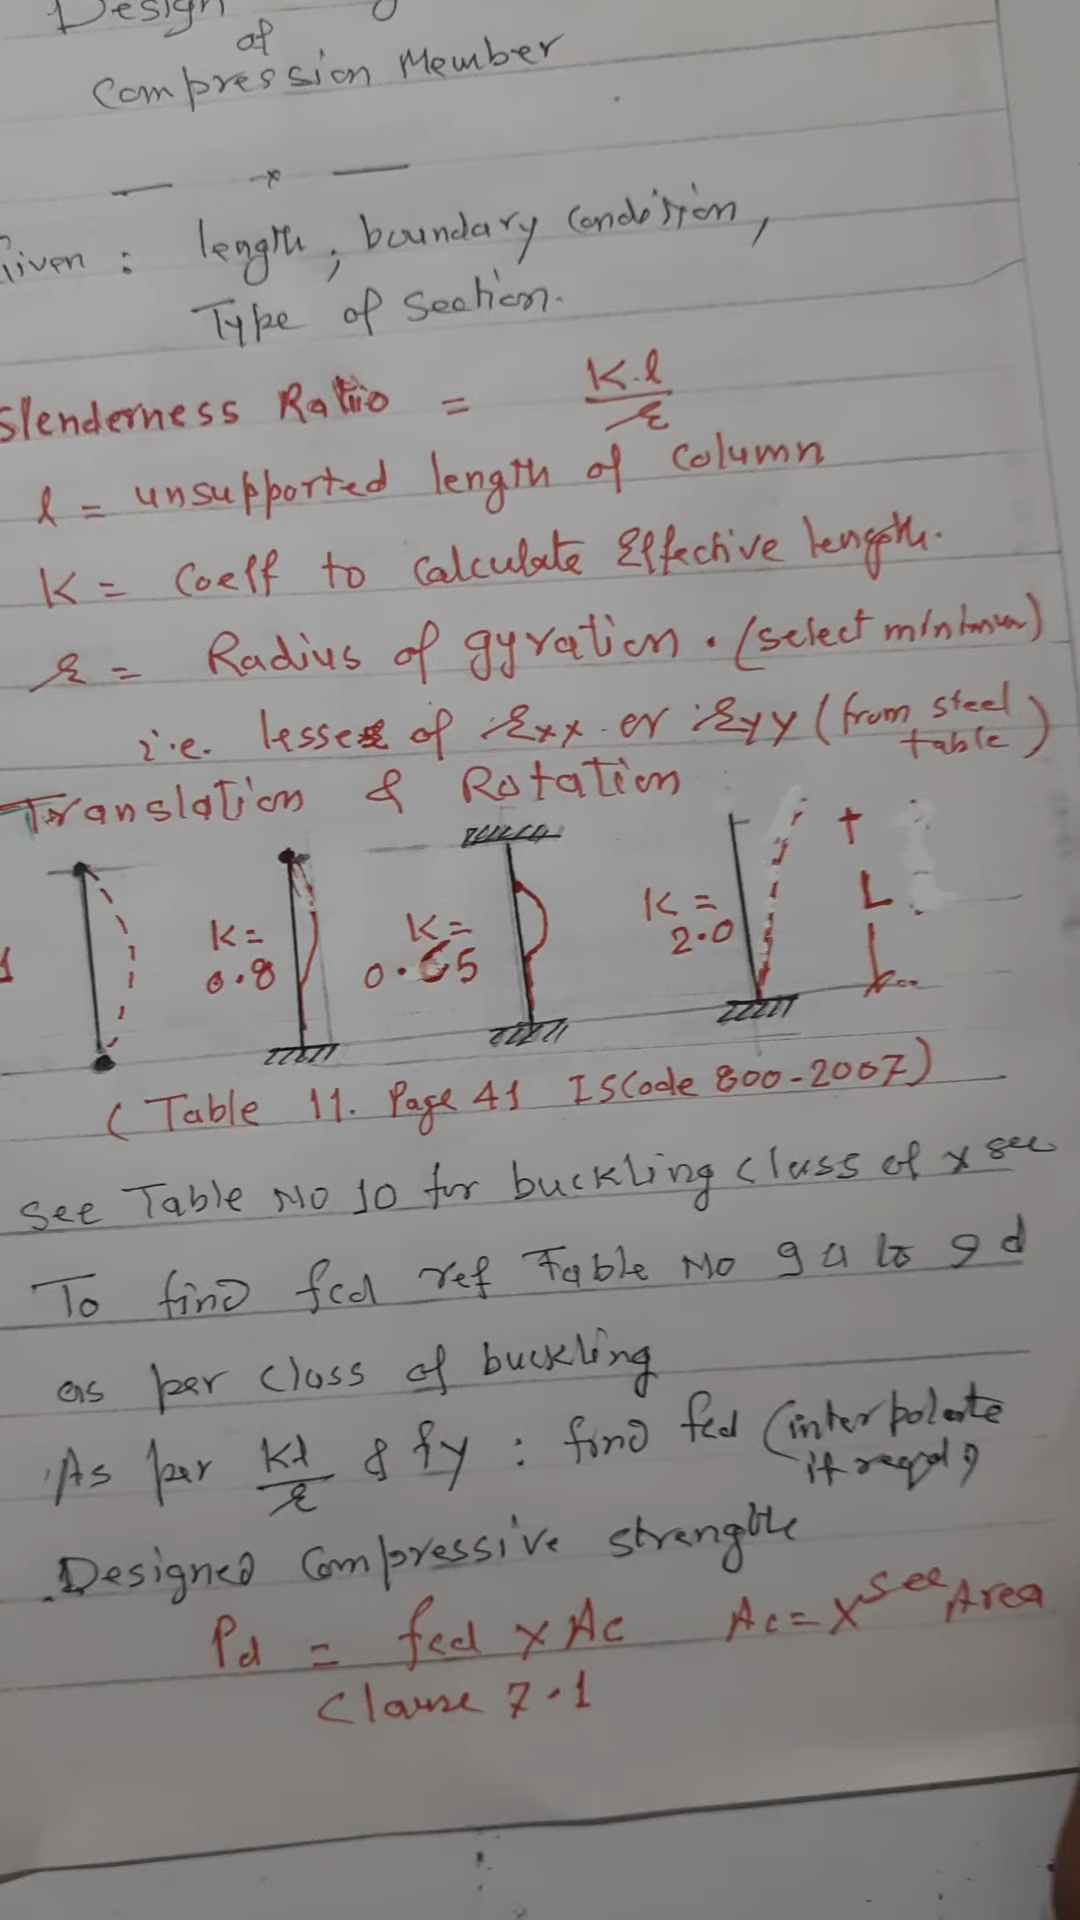 Design
of
Compression Member
Given : length, boundary condition,
Type of Section.
Slenderness Ratio = K.l
r
l = unsupported length of column
K = Coeff to calculate Effective length.
r = Radius of gyration. (select minimum)
i.e. lesser of rxx or ryy (from steel
table)
Translation & Rotation
1
K =
0.8
K =
0.65
K =
2.0
(Table 11. Page 41 IS Code 800-2007)
See Table No 10 for buckling class of x sec
To find fcd ref Table No 9a to 9d
as per class of buckling
As per Kl
r
& fy : find fcd (interpolate
if reqd)
Designed Compressive strength
Pd = fcd x Ac Ac = x sec Area
Clause 7.1